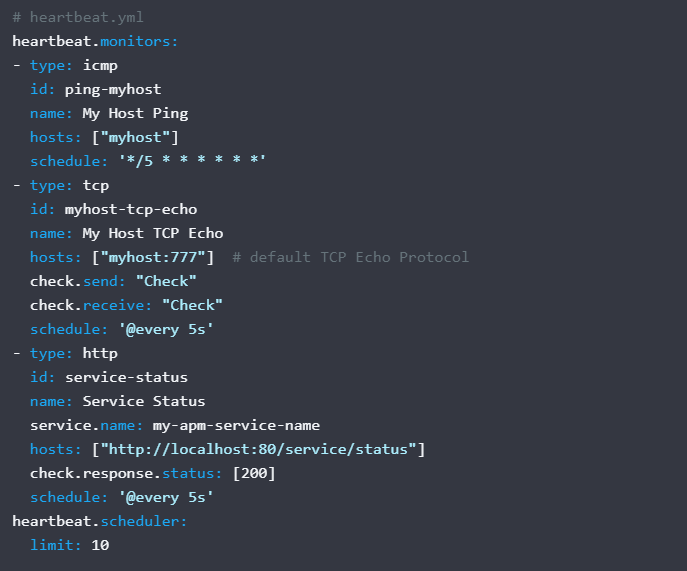 # heartbeat.yml
heartbeat.monitors:
- type: icmp
  id: ping-myhost
  name: My Host Ping
  hosts: ["myhost"]
  schedule: '*/5 * * * * * *'
- type: tcp
  id: myhost-tcp-echo
  name: My Host TCP Echo
  hosts: ["myhost:777"]  # default TCP Echo Protocol
  check.send: "Check"
  check.receive: "Check"
  schedule: '@every 5s'
- type: http
  id: service-status
  name: Service Status
  service.name: my-apm-service-name
  hosts: ["http://localhost:80/service/status"]
  check.response.status: [200]
  schedule: '@every 5s'
heartbeat.scheduler:
  limit: 10